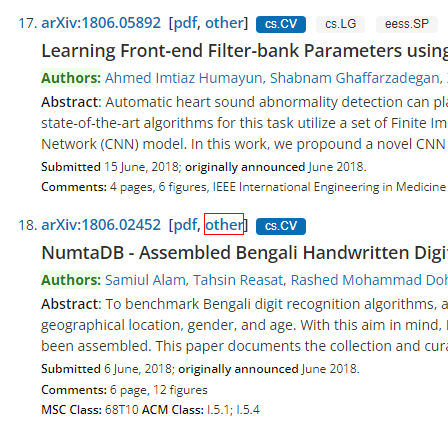 17. arXiv:1806.05892 [pdf, other] cs.CV cs.LG eess.SP
Learning Front-end Filter-bank Parameters using
Authors: Ahmed Imtiaz Humayun, Shabnam Ghaffarzadegan,
Abstract: Automatic heart sound abnormality detection can pla
state-of-the-art algorithms for this task utilize a set of Finite Im
Network (CNN) model. In this work, we propound a novel CNN
Submitted 15 June, 2018; originally announced June 2018.
Comments: 4 pages, 6 figures, IEEE International Engineering in Medicine
18. arXiv:1806.02452 [pdf, other] cs.CV
NumtaDB - Assembled Bengali Handwritten Digi
Authors: Samiul Alam, Tahsin Reasat, Rashed Mohammad Doh
Abstract: To benchmark Bengali digit recognition algorithms, a
geographical location, gender, and age. With this aim in mind,
been assembled. This paper documents the collection and cura
Submitted 6 June, 2018; originally announced June 2018.
Comments: 6 page, 12 figures
MSC Class: 68T10 ACM Class: I.5.1; I.5.4